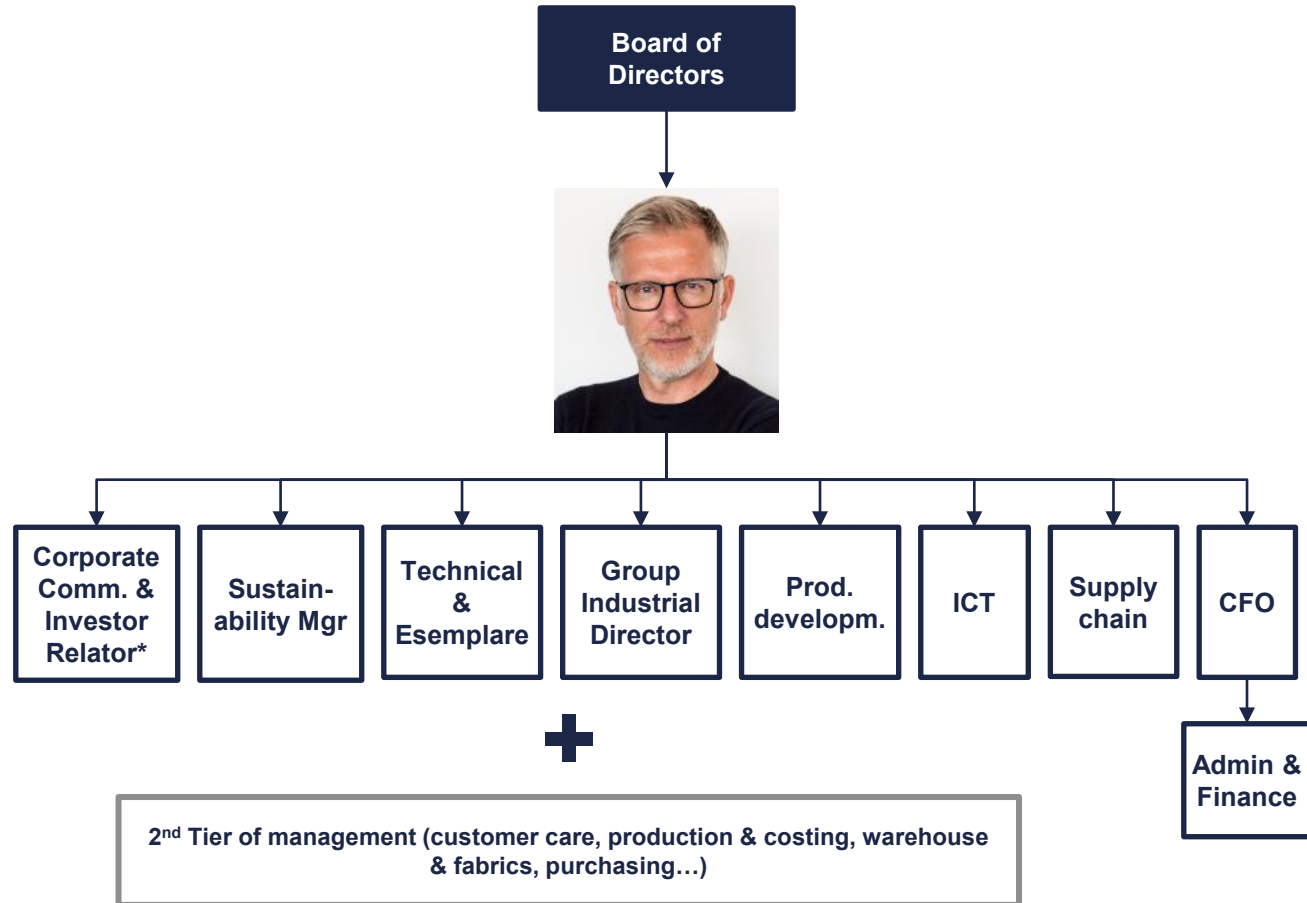 Board of
Directors
Corporate
Comm. &
Investor
Relator*
Sustain-
ability Mgr
Technical
&
Esemplare
Group
Industrial
Director
Prod.
developm.
ICT
Supply
chain
CFO
Admin &
Finance
2nd Tier of management (customer care, production & costing, warehouse
& fabrics, purchasing…)